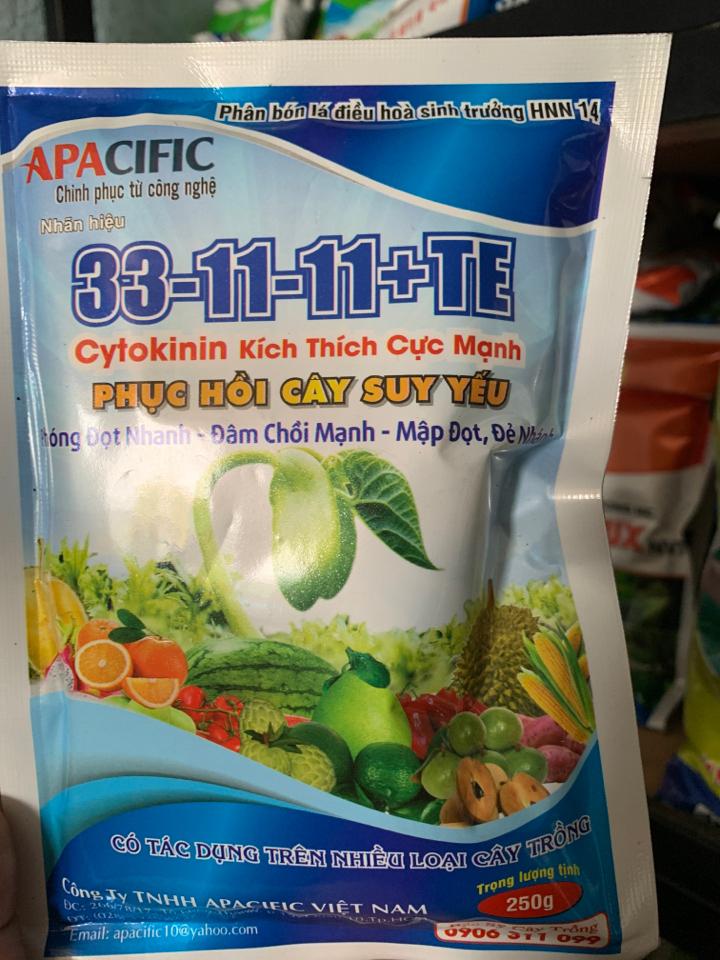 Phân bón lá điều hoà sinh trưởng HNN 14
APACIFIC
Chinh phục từ công nghệ
Nhãn hiệu
33-11-11+TE
Cytokinin Kích Thích Cực Mạnh
PHỤC HỒI CÂY SUY YẾU
Đọt Nhanh - Đâm Chồi Mạnh - Mập Đọt, Đẻ Nhánh
CÓ TÁC DỤNG TRÊN NHIỀU LOẠI CÂY TRỒNG
Trọng lượng tịnh
250g
Công Ty TNHH APACIFIC VIỆT NAM
Email: apacific10@yahoo.com
0906 311 099